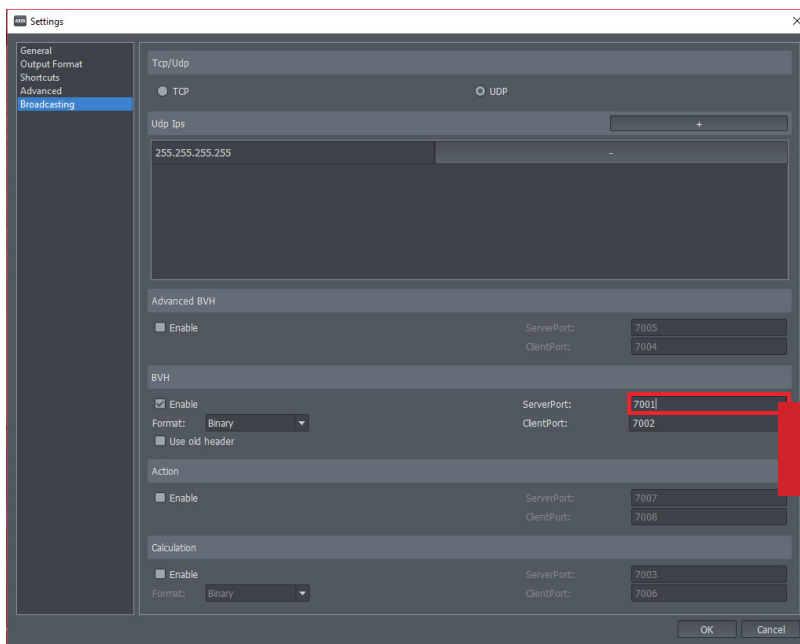 AXIS Settings
General
Output Format
Shortcuts
Advanced
Broadcasting
Tcp/Udp
TCP UDP
Udp Ips +
255.255.255.255 -
Advanced BVH
Enable ServerPort: 7005
ClientPort: 7004
BVH
Enable ServerPort: 7001
Format: Binary ClientPort: 7002
Use old header
Action
Enable ServerPort: 7007
ClientPort: 7008
Calculation
Enable ServerPort: 7003
Format: Binary ClientPort: 7006
OK Cancel